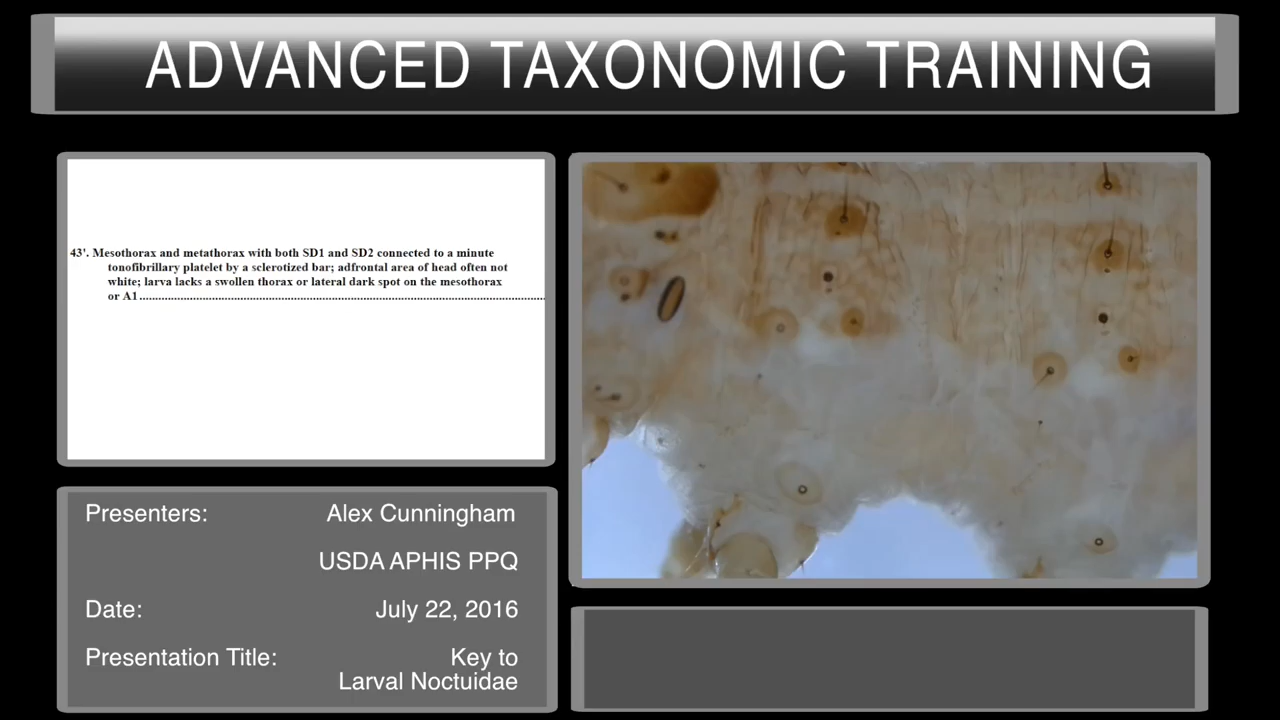 ADVANCED TAXONOMIC TRAINING
43'. Mesothorax and metathorax with both SD1 and SD2 connected to a minute
tonofibrillary platelet by a sclerotized bar; adfrontal area of head often not
white; larva lacks a swollen thorax or lateral dark spot on the mesothorax
or A1................................................................................................................
Presenters: Alex Cunningham
USDA APHIS PPQ
Date: July 22, 2016
Presentation Title: Key to
Larval Noctuidae